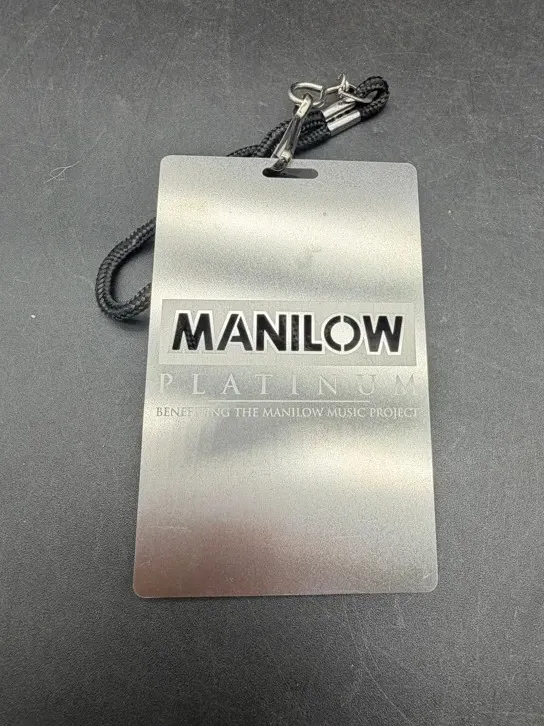 MANILOW
PLATINUM
BENEFITING THE MANILOW MUSIC PROJECT